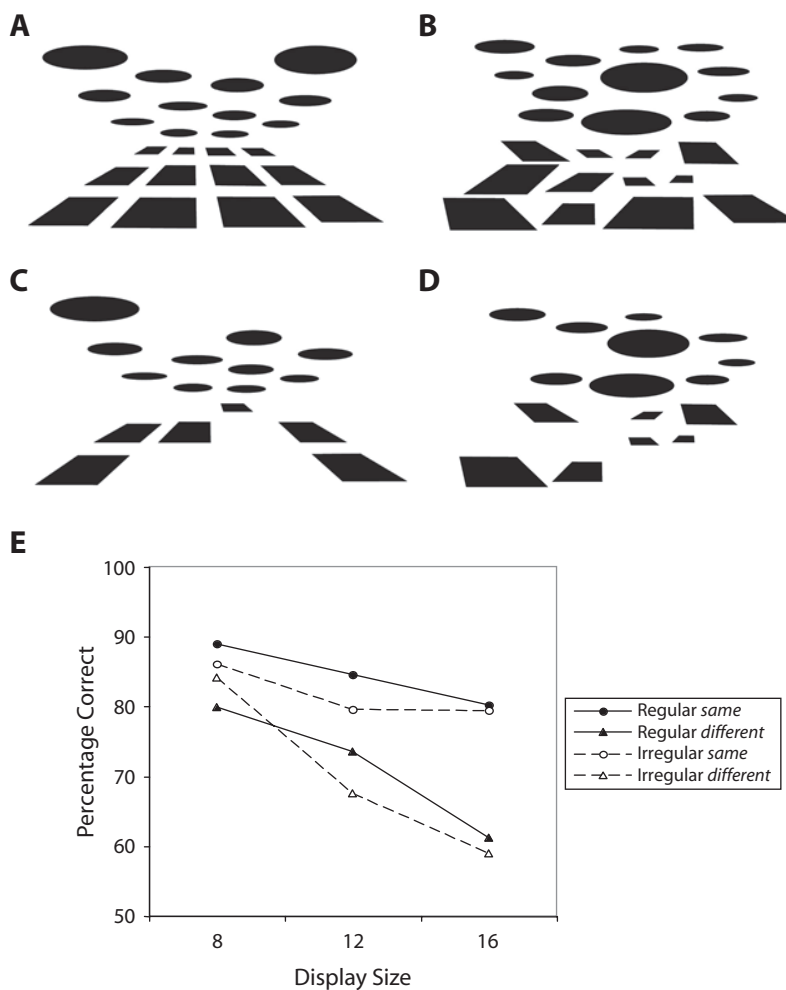 A
B
C
D
E
100
90
80
70
60
50
Percentage Correct
8 12 16
Display Size
Regular same
Regular different
Irregular same
Irregular different